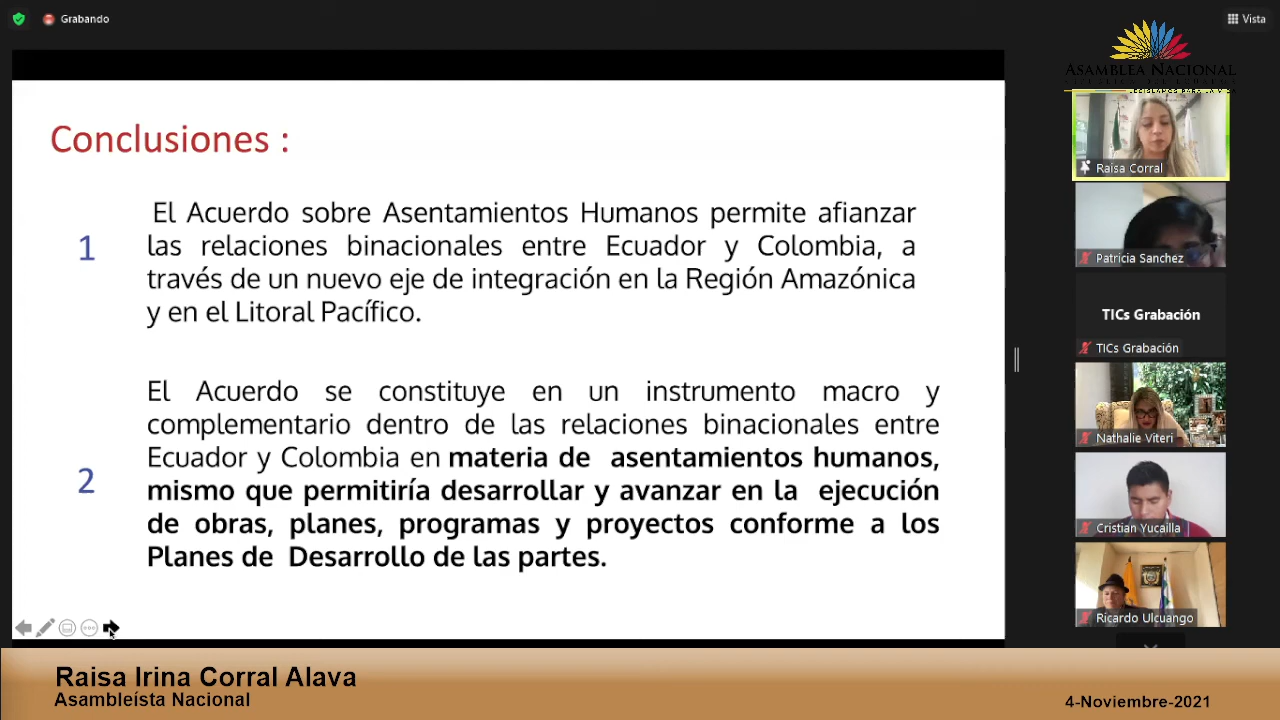 Grabando
Vista
ASAMBLEA NACIONAL
Conclusiones :
1
El Acuerdo sobre Asentamientos Humanos permite afianzar
las relaciones binacionales entre Ecuador y Colombia, a
través de un nuevo eje de integración en la Región Amazónica
y en el Litoral Pacífico.
2
El Acuerdo se constituye en un instrumento macro y
complementario dentro de las relaciones binacionales entre
Ecuador y Colombia en materia de asentamientos humanos,
mismo que permitiría desarrollar y avanzar en la ejecución
de obras, planes, programas y proyectos conforme a los
Planes de Desarrollo de las partes.
Raisa Corral
Patricia Sanchez
TICs Grabación
TICs Grabación
Nathalie Viteri
Cristian Yucailla
Ricardo Ulcuango
Raisa Irina Corral Alava
Asambleísta Nacional
4-Noviembre-2021